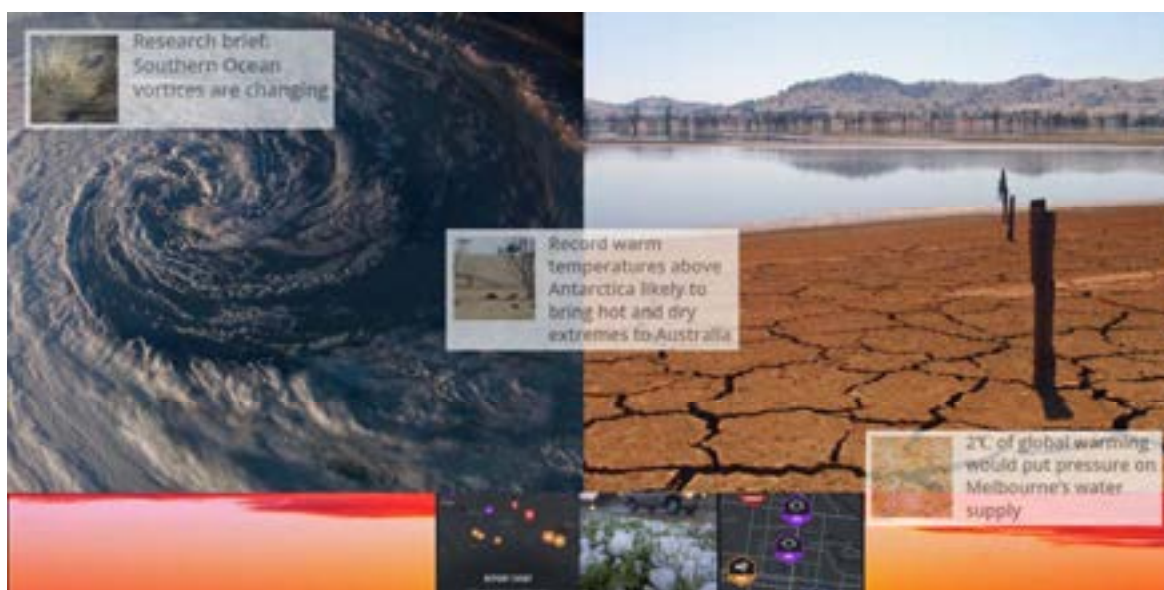 Research brief:
Southern Ocean
vortices are changing
Record warm
temperatures above
Antarctica likely to
bring hot and dry
extremes to Australia
2°C of global warming
would put pressure on
Melbourne's water
supply